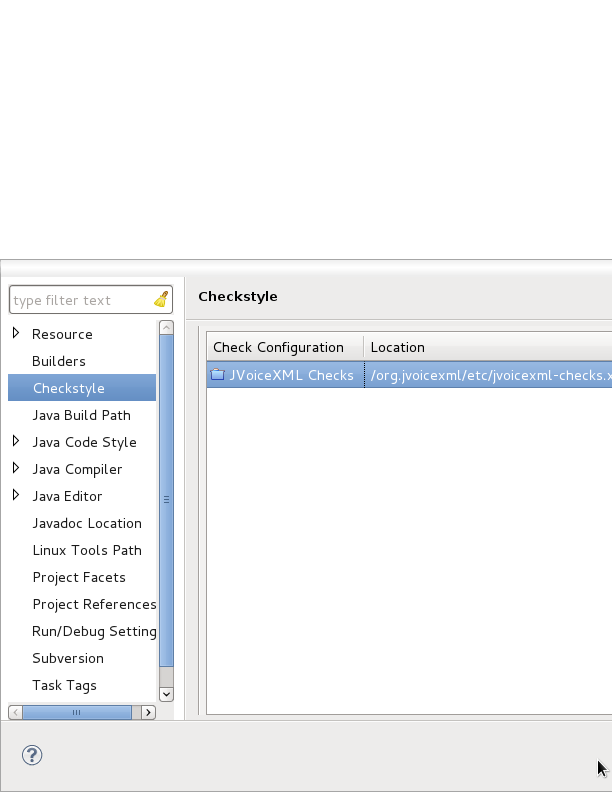 type filter text
Checkstyle
Resource
Builders
Checkstyle
Java Build Path
Java Code Style
Java Compiler
Java Editor
Javadoc Location
Linux Tools Path
Project Facets
Project References
Run/Debug Setting
Subversion
Task Tags
Check Configuration Location
JVoiceXML Checks /org.jvoicexml/etc/jvoicexml-checks.x
?